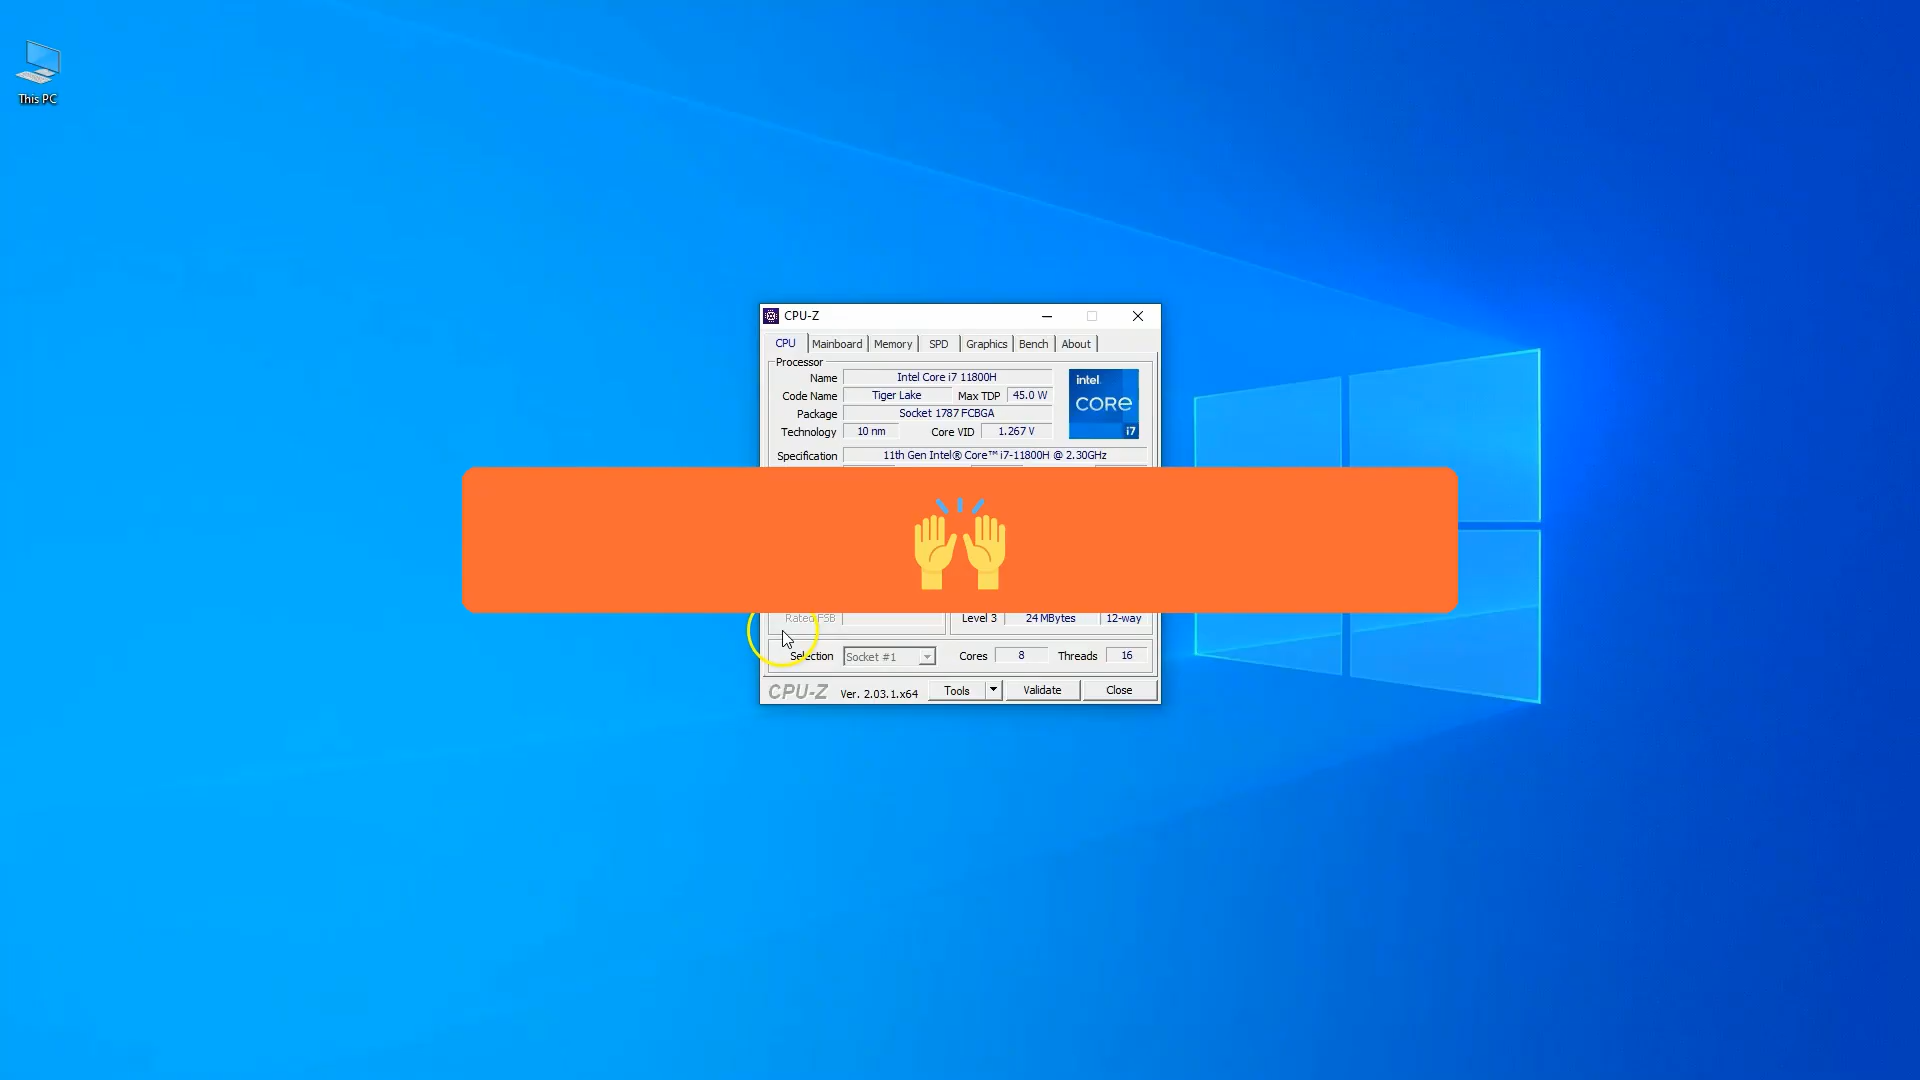 This PC
CPU-Z
CPU Mainboard Memory SPD Graphics Bench About
Processor
Name Intel Core i7 11800H
Code Name Tiger Lake Max TDP 45.0 W
Package Socket 1787 FCBGA
Technology 10 nm Core VID 1.267 V
intel
CORE
i7
Specification 11th Gen Intel® Core™ i7-11800H @ 2.30GHz
Rated FSB Level 3 24 MBytes 12-way
Selection Socket #1 Cores 8 Threads 16
CPU-Z Ver. 2.03.1.x64 Tools Validate Close